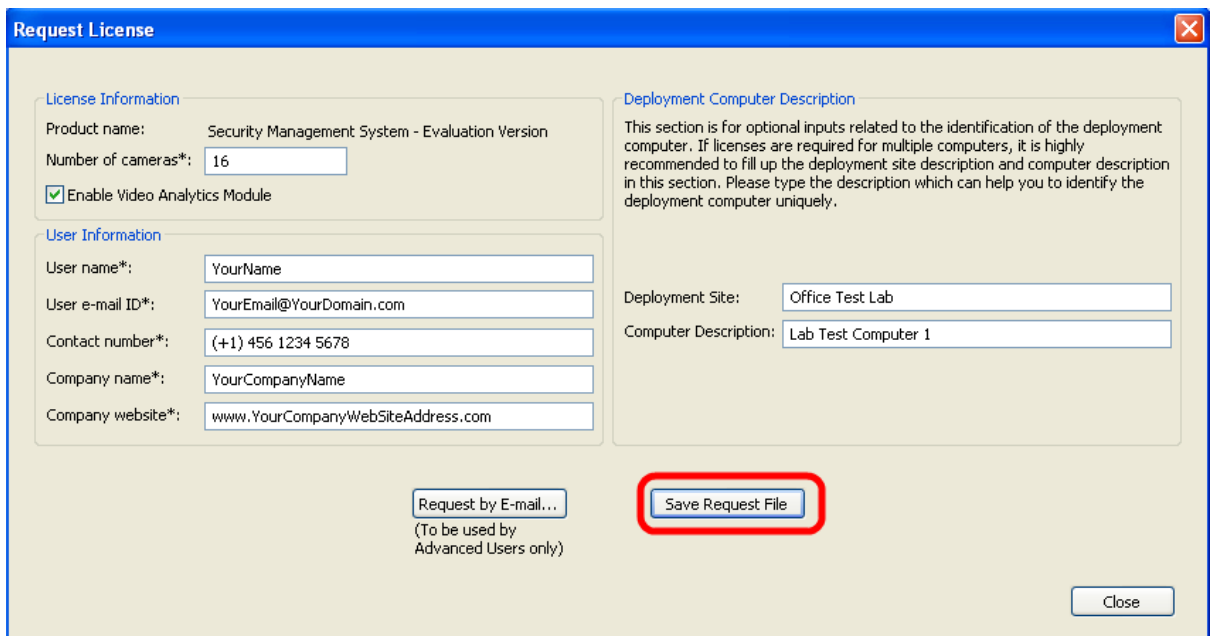 Request License
License Information
Product name: Security Management System - Evaluation Version
Number of cameras*: 16
Enable Video Analytics Module
User Information
User name*: YourName
User e-mail ID*: YourEmail@YourDomain.com
Contact number*: (+1) 456 1234 5678
Company name*: YourCompanyName
Company website*: www.YourCompanyWebSiteAddress.com
Deployment Computer Description
This section is for optional inputs related to the identification of the deployment
computer. If licenses are required for multiple computers, it is highly
recommended to fill up the deployment site description and computer description
in this section. Please type the description which can help you to identify the
deployment computer uniquely.
Deployment Site: Office Test Lab
Computer Description: Lab Test Computer 1
Request by E-mail...
(To be used by
Advanced Users only)
Save Request File
Close